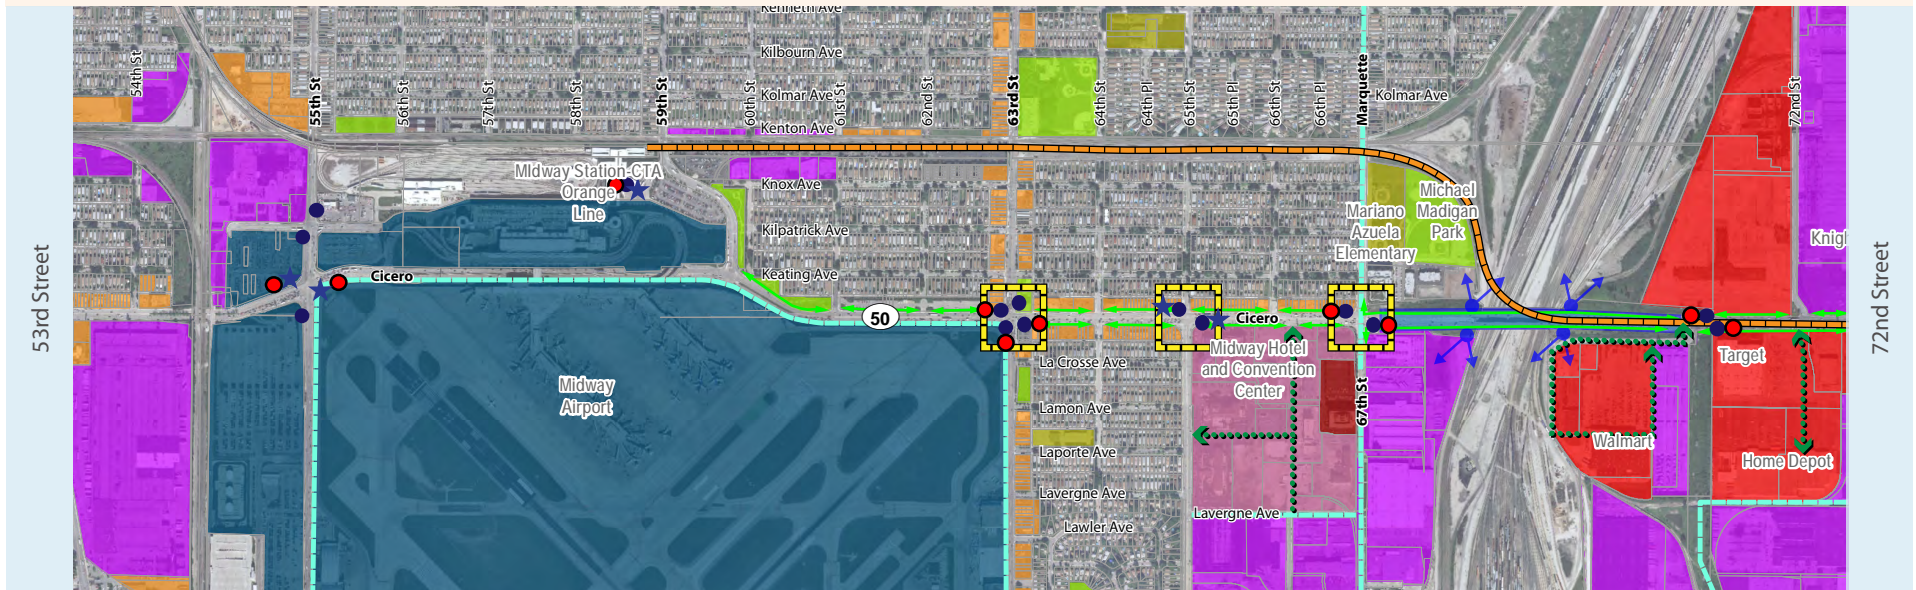 53rd Street
54th St
55th St
56th St
57th St
58th St
59th St
60th St
61st St
62nd St
63rd St
64th St
64th Pl
65th St
65th Pl
66th St
66th Pl
Marquette
72nd St
Kenneth Ave
Kilbourn Ave
Kolmar Ave
Kolmar Ave
Kenton Ave
MIdway Station-CTA
Orange
Line
Knox Ave
Kilpatrick Ave
Keating Ave
Cicero
50
Cicero
Michael
Madigan
Park
Mariano
Azuela
Elementary
Midway
Airport
La Crosse Ave
Lamon Ave
Laporte Ave
Lavergne Ave
Lawler Ave
Midway Hotel
and Convention
Center
Lavergne Ave
67th St
Target
Walmart
Home Depot
72nd Street